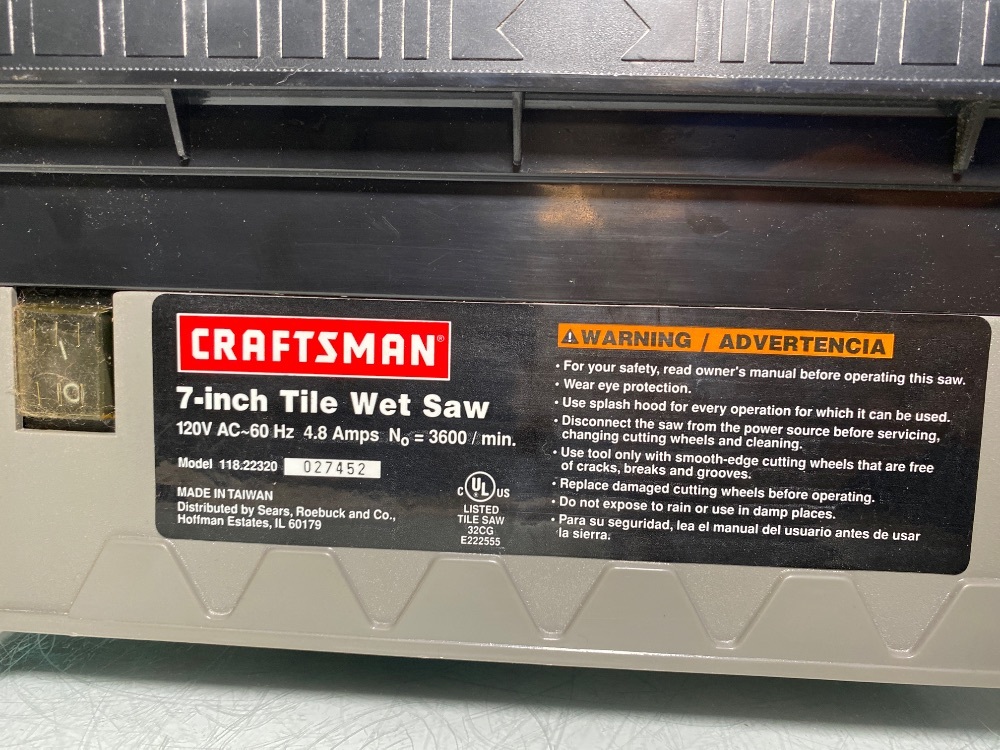 CRAFTSMAN®
7-inch Tile Wet Saw
120V AC~60 Hz 4.8 Amps No = 3600 / min.
Model 118.22320 027452
MADE IN TAIWAN
Distributed by Sears, Roebuck and Co.,
Hoffman Estates, IL 60179
C UL US
LISTED
TILE SAW
32CG
E222555
WARNING / ADVERTENCIA
• For your safety, read owner's manual before operating this saw.
• Wear eye protection.
• Use splash hood for every operation for which it can be used.
• Disconnect the saw from the power source before servicing,
changing cutting wheels and cleaning.
• Use tool only with smooth-edge cutting wheels that are free
of cracks, breaks and grooves.
• Replace damaged cutting wheels before operating.
• Do not expose to rain or use in damp places.
• Para su seguridad, lea el manual del usuario antes de usar
la sierra.